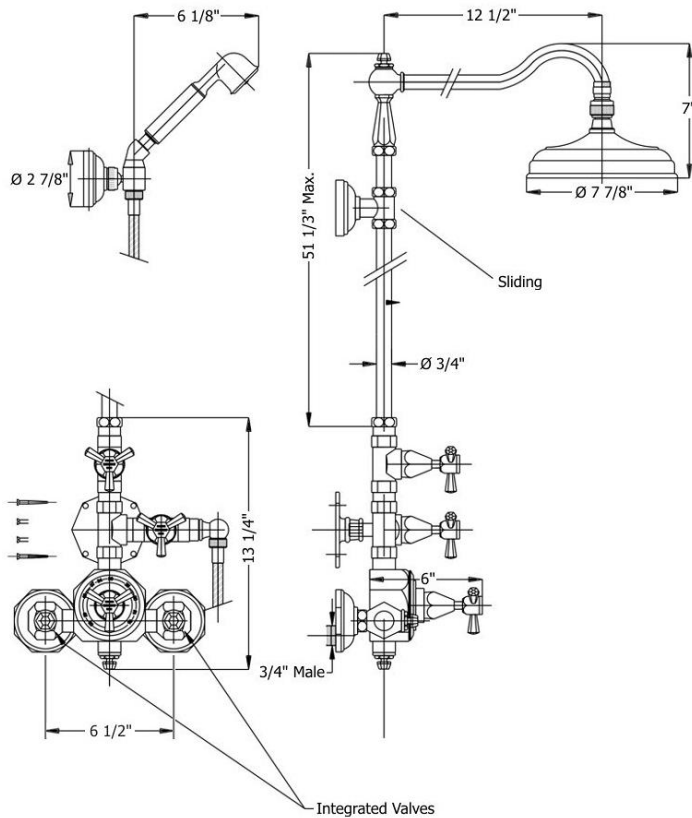 6 1/8"
12 1/2"
7"
Ø 2 7/8"
Ø 7 7/8"
51 1/3" Max.
Sliding
Ø 3/4"
13 1/4"
6"
3/4" Male
6 1/2"
Integrated Valves